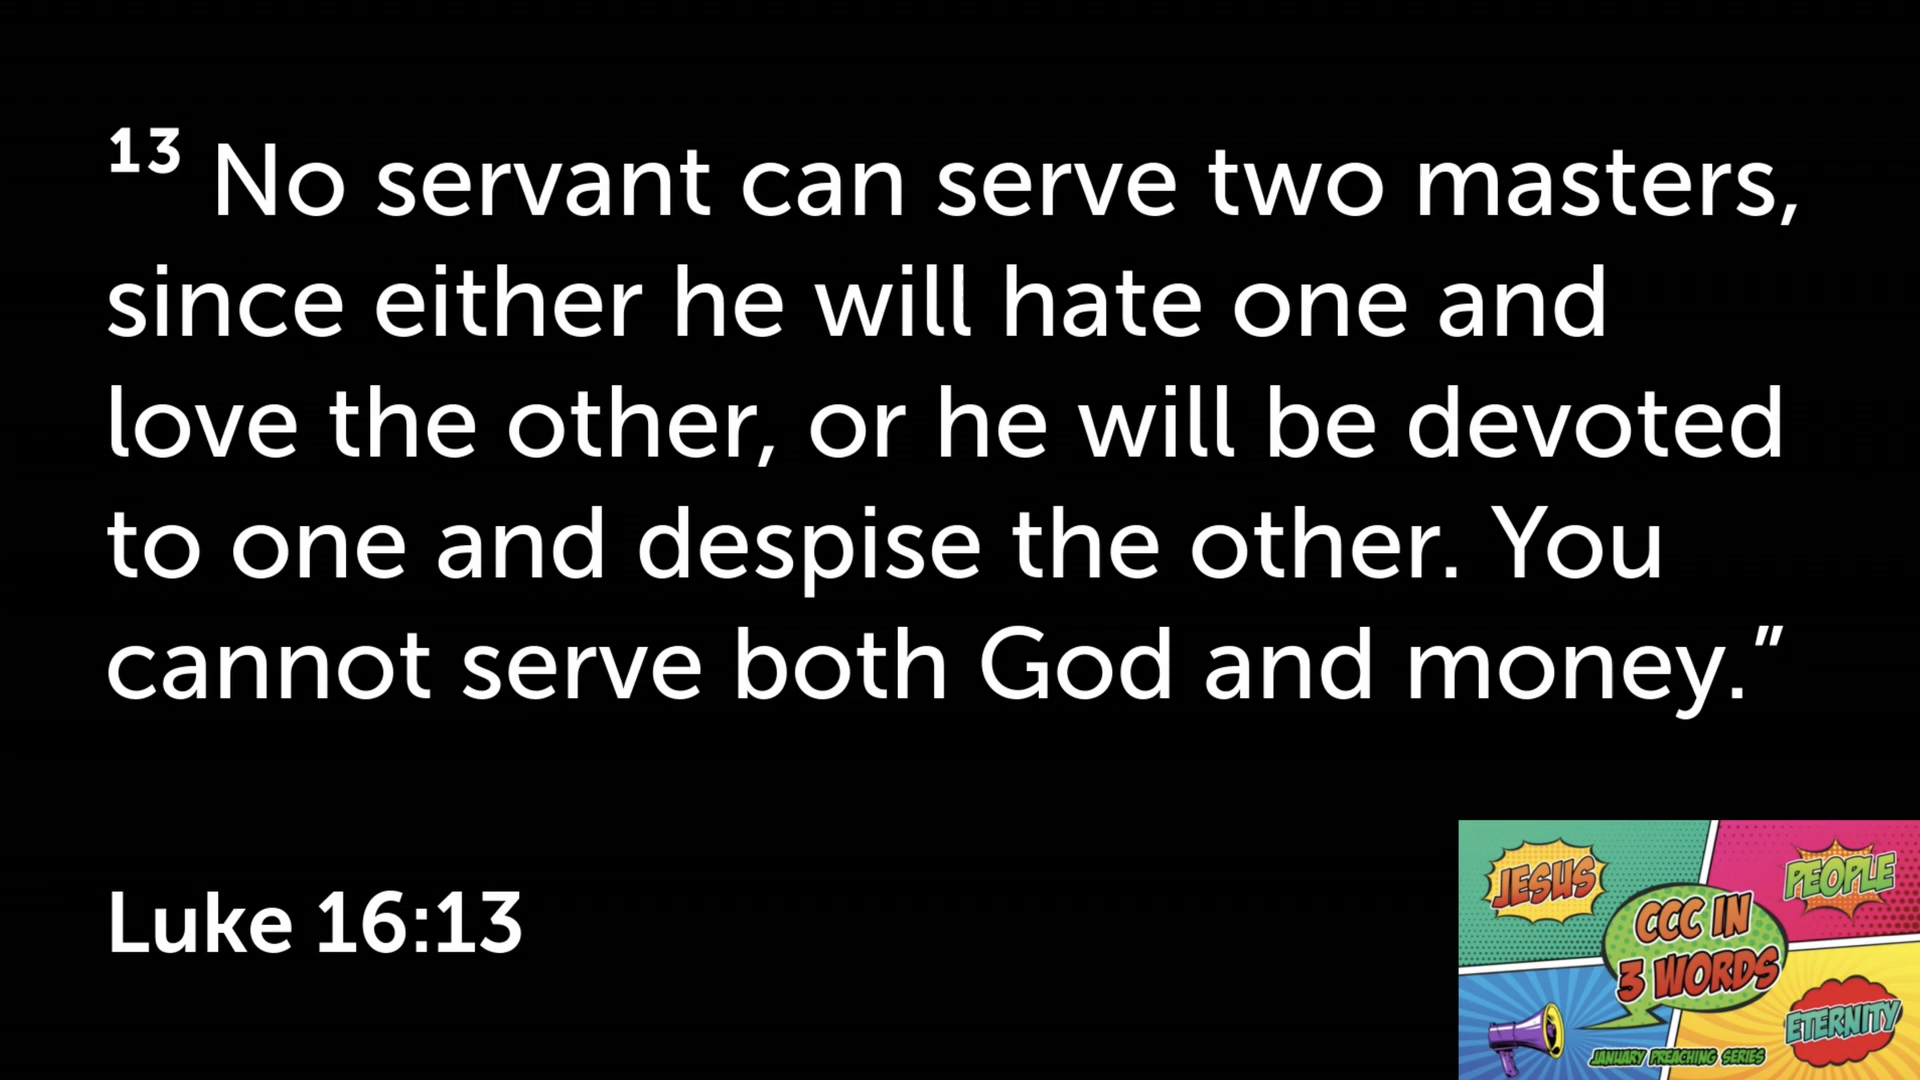 13 No servant can serve two masters,
since either he will hate one and
love the other, or he will be devoted
to one and despise the other. You
cannot serve both God and money.”
Luke 16:13
JESUS
PEOPLE
CCC IN
3 WORDS
ETERNITY
JANUARY PREACHING SERIES